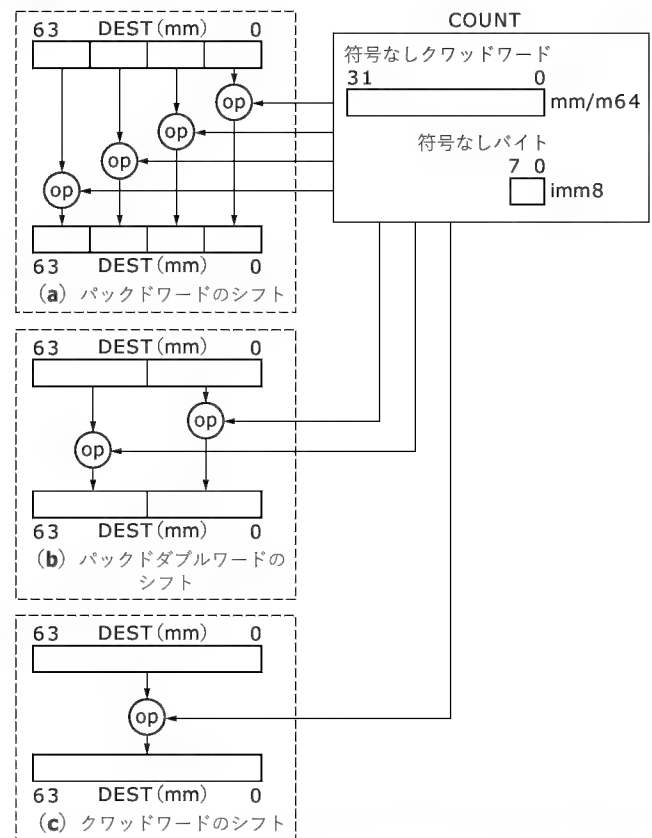 63 DEST(mm) 0
op
op
op
op
63 DEST(mm) 0
(a) パックドワードのシフト
COUNT
符号なしクワッドワード
31 0
mm/m64
符号なしバイト
7 0
imm8
63 DEST(mm) 0
op
op
63 DEST(mm) 0
(b) パックドダブルワードの
シフト
63 DEST(mm) 0
op
63 DEST(mm) 0
(c) クワッドワードのシフト